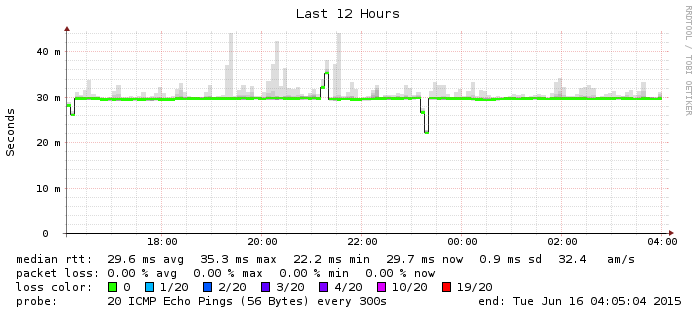 Last 12 Hours
RRDTOOL / TOBI OETIKER
Seconds
40 m
30 m
20 m
10 m
0
18:00 20:00 22:00 00:00 02:00 04:00
median rtt: 29.6 ms avg 35.3 ms max 22.2 ms min 29.7 ms now 0.9 ms sd 32.4 am/s
packet loss: 0.00 % avg 0.00 % max 0.00 % min 0.00 % now
loss color: 0 1/20 2/20 3/20 4/20 10/20 19/20
probe: 20 ICMP Echo Pings (56 Bytes) every 300s end: Tue Jun 16 04:05:04 2015